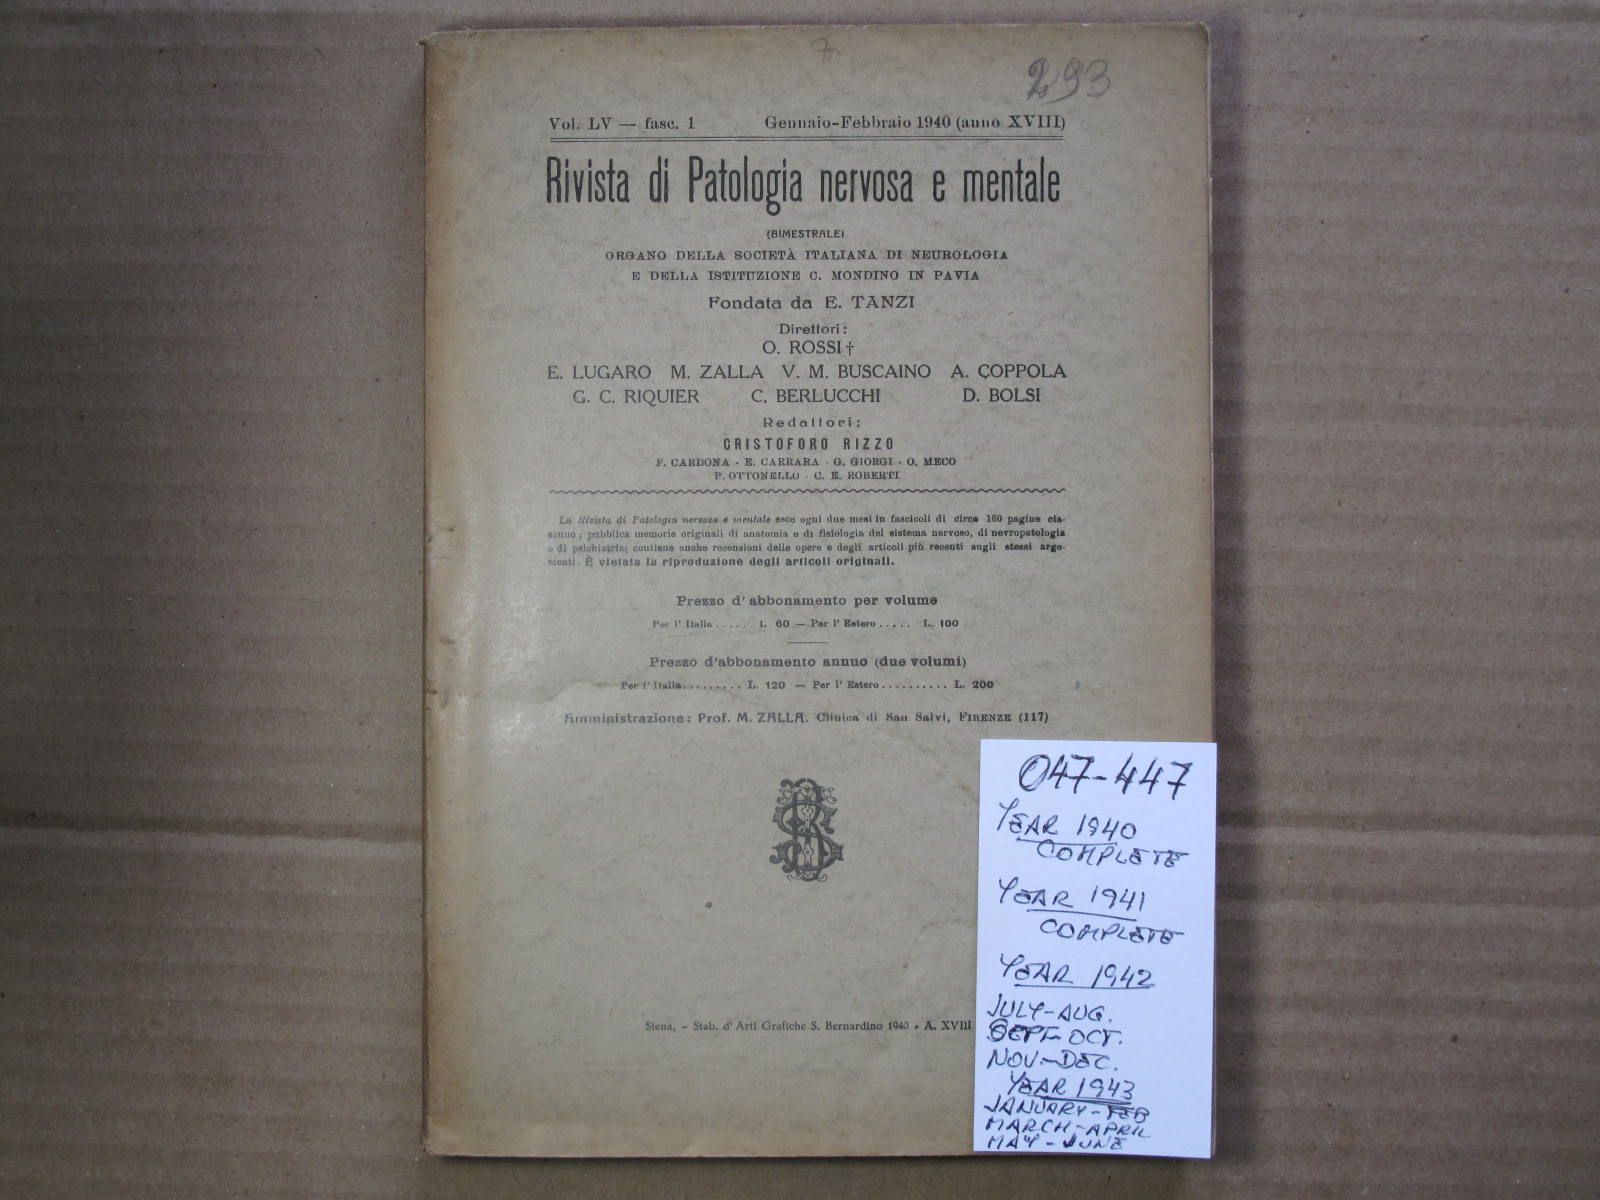 293
Vol. LV — fasc. 1 Gennaio-Febbraio 1940 (anno XVIII)
Rivista di Patologia nervosa e mentale
(BIMESTRALE)
ORGANO DELLA SOCIETÀ ITALIANA DI NEUROLOGIA
E DELLA ISTITUZIONE C. MONDINO IN PAVIA
Fondata da E. TANZI
Direttori:
O. ROSSI †
E. LUGARO M. ZALLA V. M. BUSCAINO A. COPPOLA
G. C. RIQUIER C. BERLUCCHI D. BOLSI
Redattori:
CRISTOFORO RIZZO
F. CARDONA - E. CARRARA - G. GIORGI - O. MECO
P. OTTONELLO - C. E. ROBERTI
La Rivista di Patologia nervosa e mentale esce ogni due mesi in fascicoli di circa 160 pagine cia-
scuno; pubblica memorie originali di anatomia e di fisiologia del sistema nervoso, di nevropatologia
e di psichiatria; contiene anche recensioni delle opere e degli articoli più recenti sugli stessi argo-
menti. È vietata la riproduzione degli articoli originali.
Prezzo d'abbonamento per volume
Per l'Italia ..... L. 60 — Per l'Estero ..... L. 100
Prezzo d'abbonamento annuo (due volumi)
Per l'Italia......... L. 120 — Per l'Estero.......... L. 200
Amministrazione: Prof. M. ZALLA. Clinica di San Salvi, FIRENZE (117)
Siena, - Stab. d'Arti Grafiche S. Bernardino 1940 - A. XVIII
047-447
YEAR 1940
COMPLETE
YEAR 1941
COMPLETE
YEAR 1942
JULY-AUG.
SEPT-OCT.
NOV-DEC.
YEAR 1943
JANUARY-FEB
MARCH-APRIL
MAY-JUNE